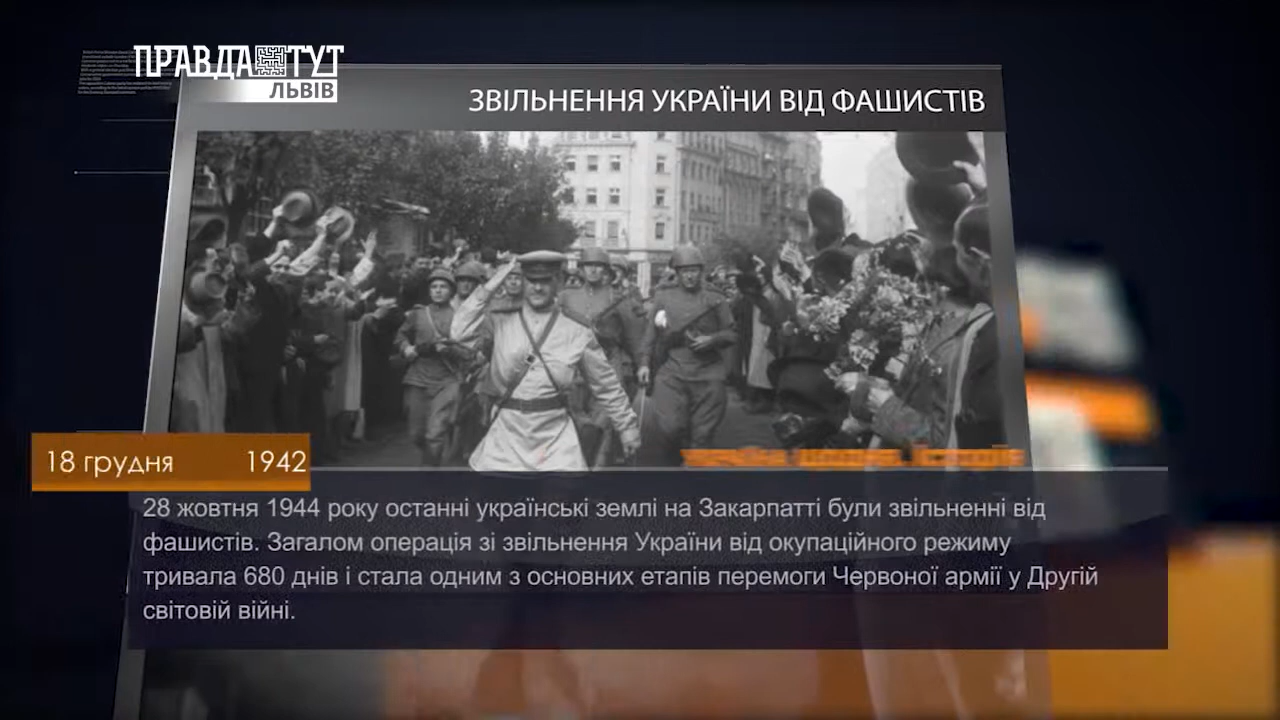 ПРАВДА ТУТ
ЛЬВІВ
ЗВІЛЬНЕННЯ УКРАЇНИ ВІД ФАШИСТІВ
18 грудня 1942
28 жовтня 1944 року останні українські землі на Закарпатті були звільненні від
фашистів. Загалом операція зі звільнення України від окупаційного режиму
тривала 680 днів і стала одним з основних етапів перемоги Червоної армії у Другій
світовій війні.